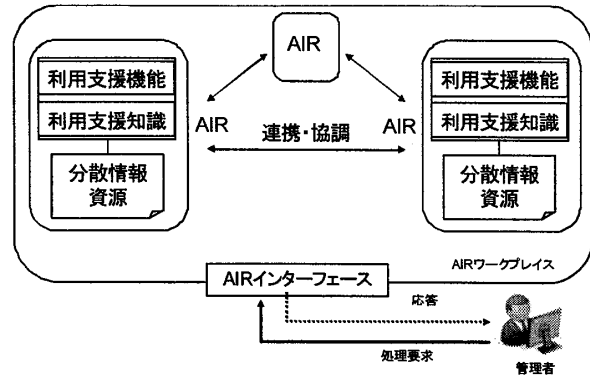 AIR
利用支援機能
利用支援知識
分散情報
資源
AIR
連携・協調
AIR
利用支援機能
利用支援知識
分散情報
資源
AIRワークプレイス
AIRインターフェース
応答
処理要求
管理者